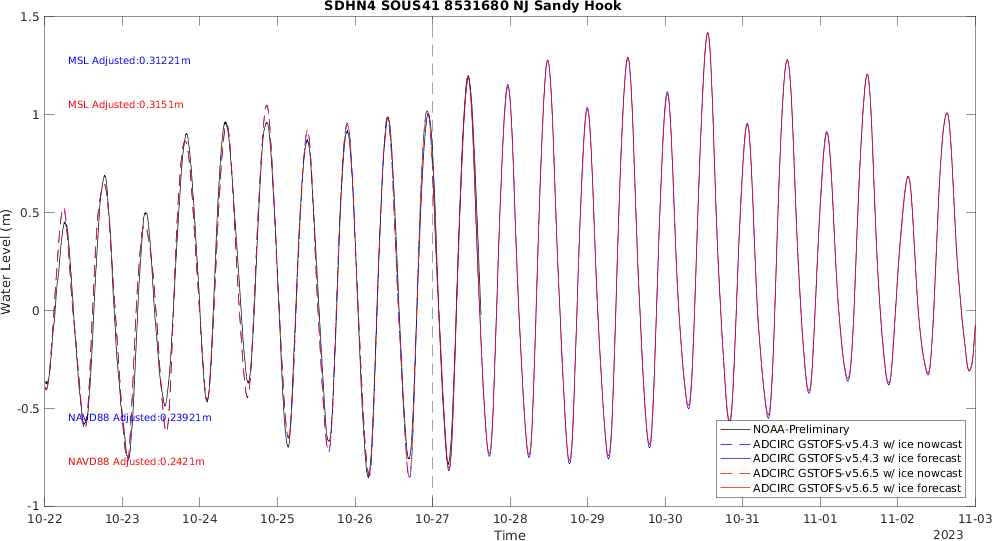 SDHN4 SOUS41 8531680 NJ Sandy Hook
1.5
1
0.5
0
-0.5
-1
Water Level (m)
MSL Adjusted:0.31221m
MSL Adjusted:0.3151m
NAVD88 Adjusted:0.23921m
NAVD88 Adjusted:0.2421m
NOAA-Preliminary
ADCIRC GSTOFS-v5.4.3 w/ ice nowcast
ADCIRC GSTOFS-v5.4.3 w/ ice forecast
ADCIRC GSTOFS-v5.6.5 w/ ice nowcast
ADCIRC GSTOFS-v5.6.5 w/ ice forecast
10-22 10-23 10-24 10-25 10-26 10-27 10-28 10-29 10-30 10-31 11-01 11-02 11-03
Time
2023